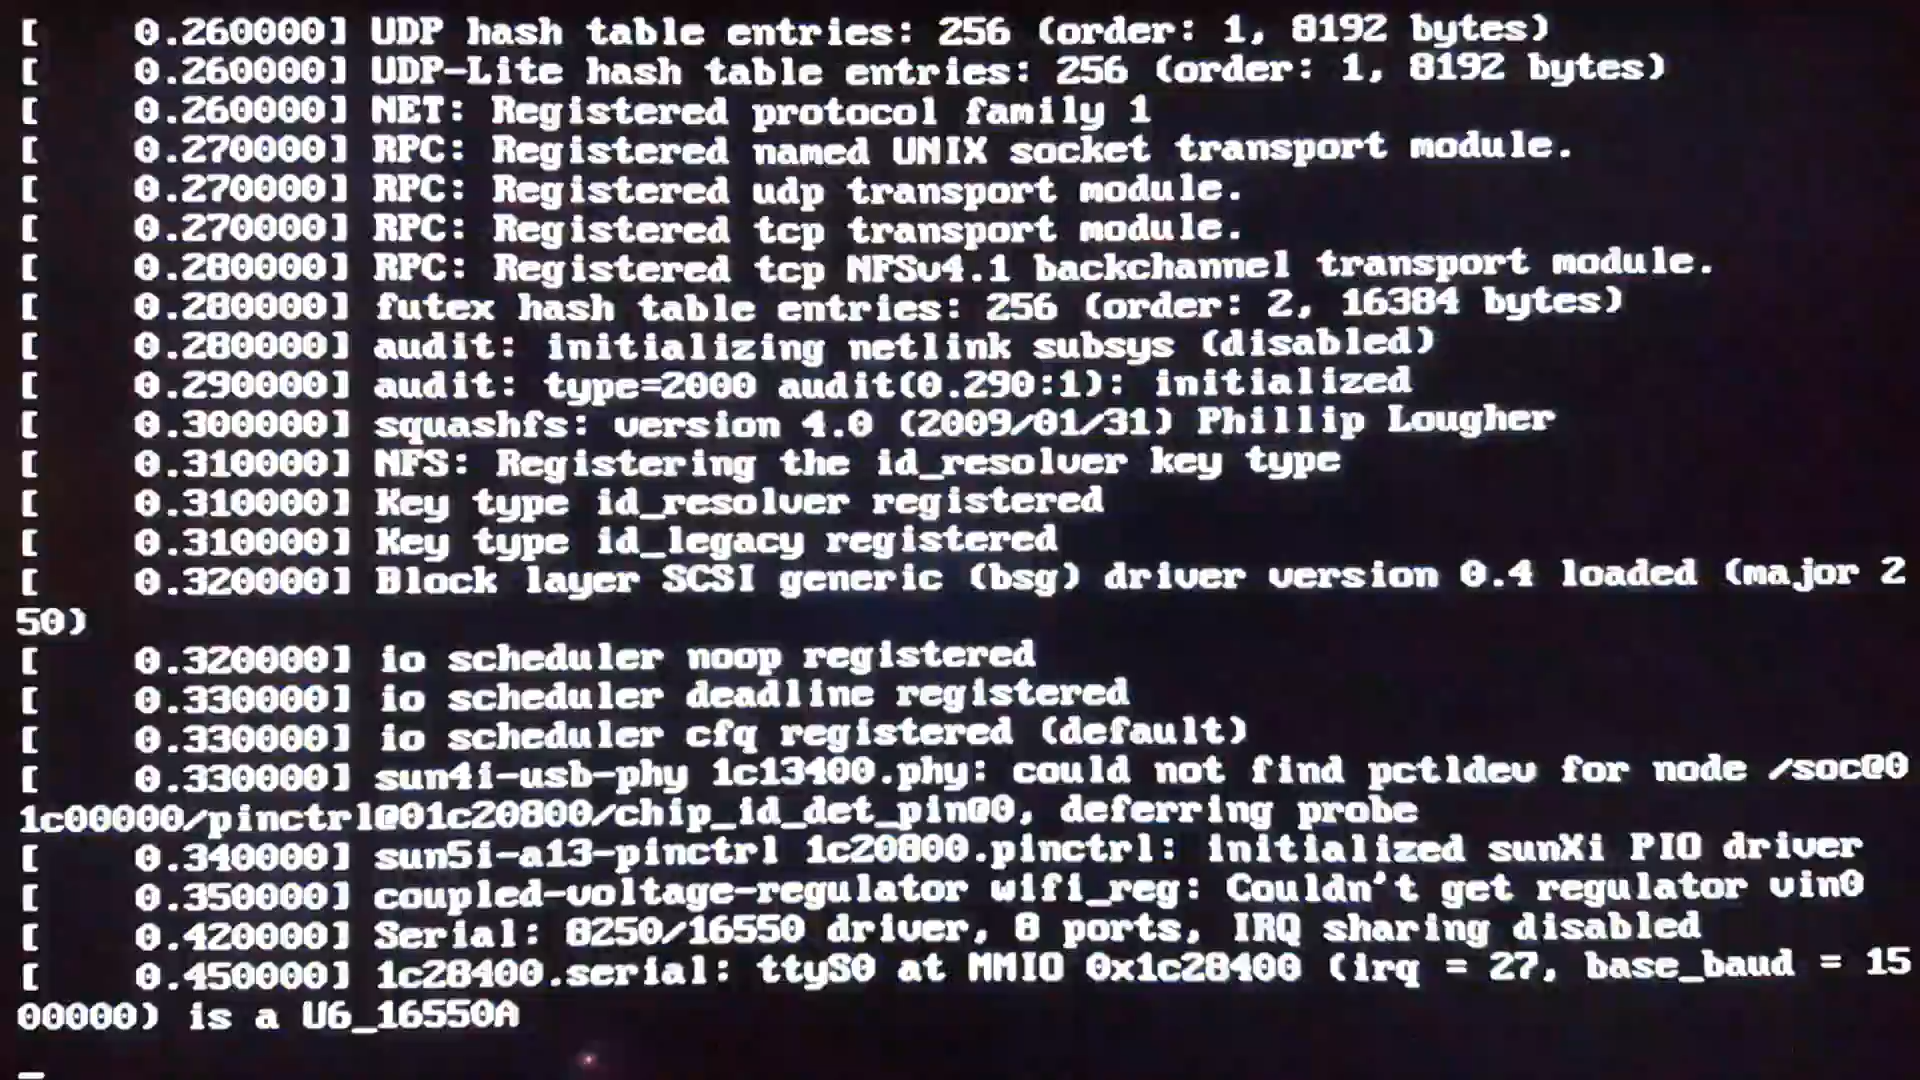 [    0.260000] UDP hash table entries: 256 (order: 1, 8192 bytes)
[    0.260000] UDP-Lite hash table entries: 256 (order: 1, 8192 bytes)
[    0.260000] NET: Registered protocol family 1
[    0.270000] RPC: Registered named UNIX socket transport module.
[    0.270000] RPC: Registered udp transport module.
[    0.270000] RPC: Registered tcp transport module.
[    0.280000] RPC: Registered tcp NFSv4.1 backchannel transport module.
[    0.280000] futex hash table entries: 256 (order: 2, 16384 bytes)
[    0.280000] audit: initializing netlink subsys (disabled)
[    0.290000] audit: type=2000 audit(0.290:1): initialized
[    0.300000] squashfs: version 4.0 (2009/01/31) Phillip Lougher
[    0.310000] NFS: Registering the id_resolver key type
[    0.310000] Key type id_resolver registered
[    0.310000] Key type id_legacy registered
[    0.320000] Block layer SCSI generic (bsg) driver version 0.4 loaded (major 2
50)
[    0.320000] io scheduler noop registered
[    0.330000] io scheduler deadline registered
[    0.330000] io scheduler cfq registered (default)
[    0.330000] sun4i-usb-phy 1c13400.phy: could not find pctldev for node /soc@0
1c00000/pinctrl@01c20800/chip_id_det_pin@0, deferring probe
[    0.340000] sun5i-a13-pinctrl 1c20800.pinctrl: initialized sunXi PIO driver
[    0.350000] coupled-voltage-regulator wifi_reg: Couldn't get regulator vin0
[    0.420000] Serial: 8250/16550 driver, 8 ports, IRQ sharing disabled
[    0.450000] 1c28400.serial: ttyS0 at MMIO 0x1c28400 (irq = 27, base_baud = 15
00000) is a U6_16550A